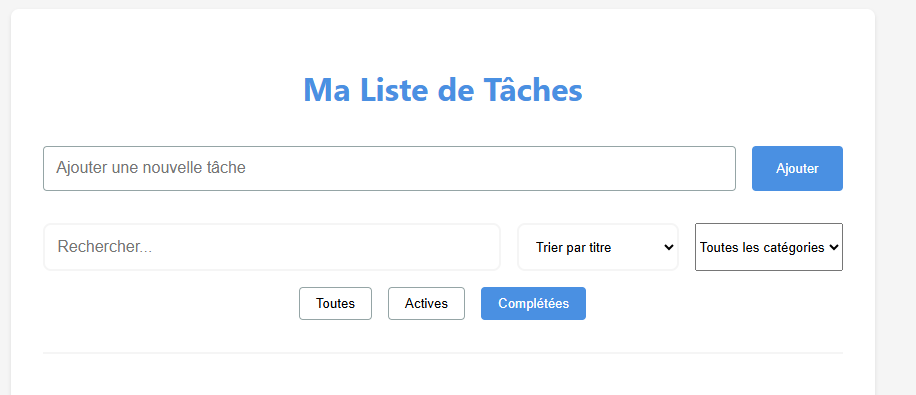 Ma Liste de Tâches
Ajouter une nouvelle tâche Ajouter
Rechercher... Trier par titre Toutes les catégories
Toutes Actives Complétées